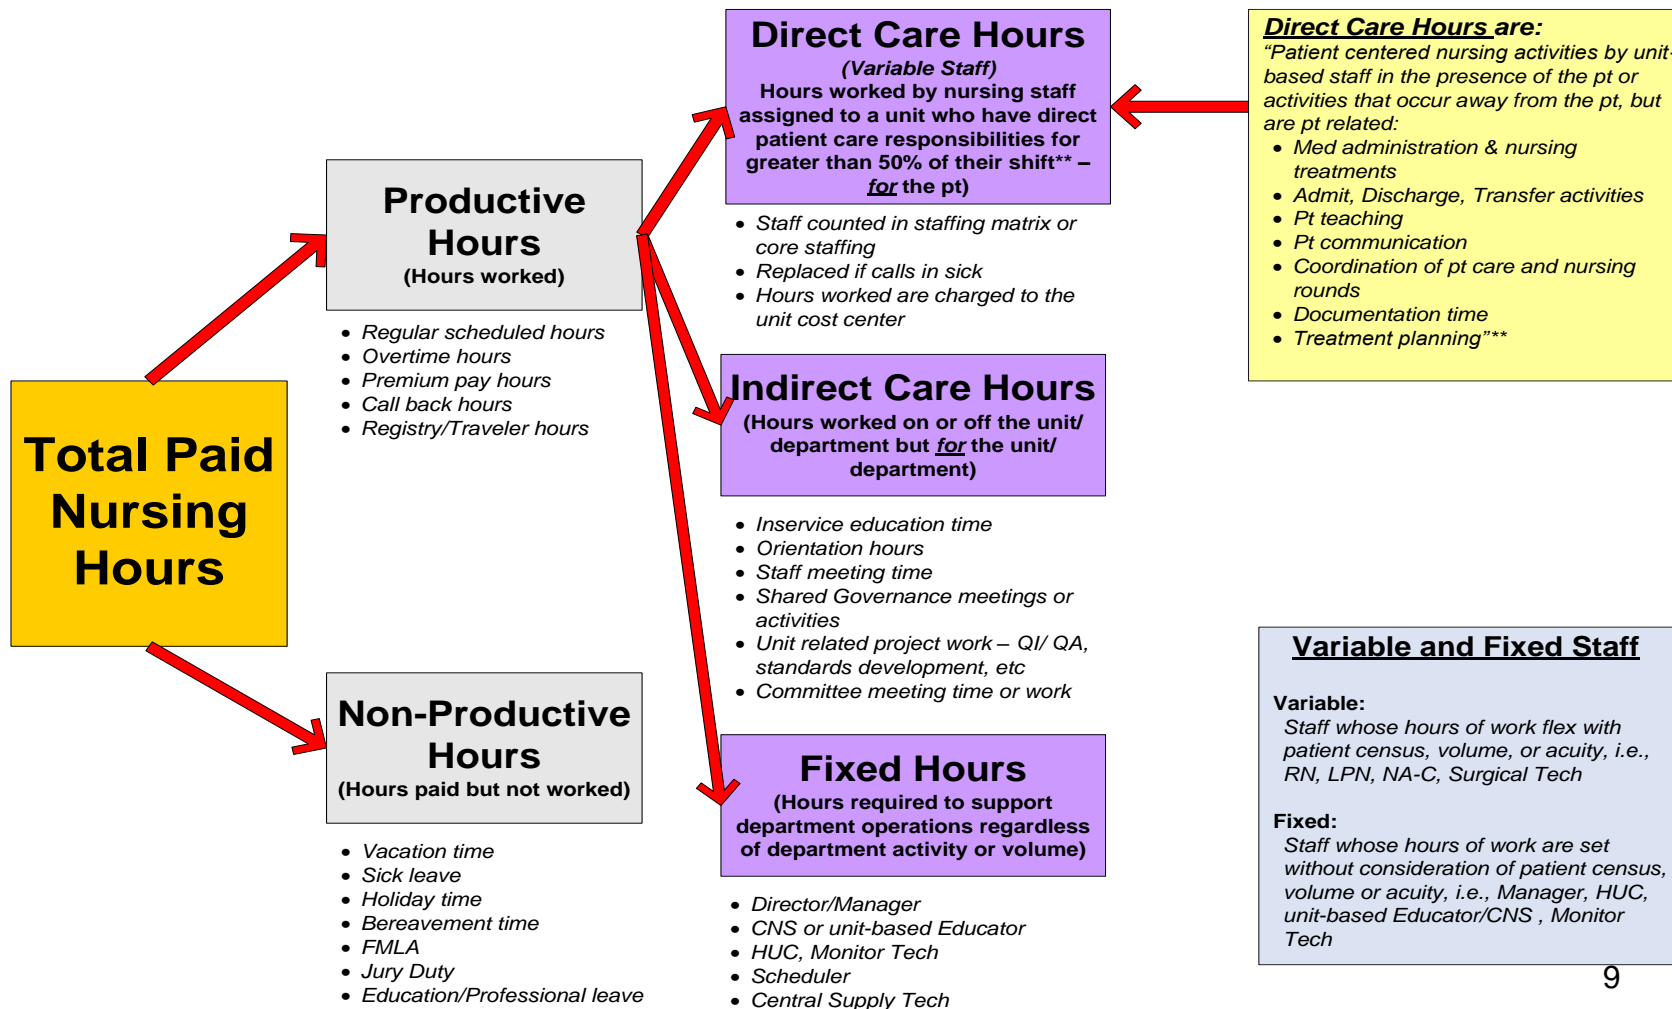 Total Paid
Nursing
Hours
Productive
Hours
(Hours worked)
• Regular scheduled hours
• Overtime hours
• Premium pay hours
• Call back hours
• Registry/Traveler hours
Non-Productive
Hours
(Hours paid but not worked)
• Vacation time
• Sick leave
• Holiday time
• Bereavement time
• FMLA
• Jury Duty
• Education/Professional leave
Direct Care Hours
(Variable Staff)
Hours worked by nursing staff
assigned to a unit who have direct
patient care responsibilities for
greater than 50% of their shift** –
for the pt)
• Staff counted in staffing matrix or
core staffing
• Replaced if calls in sick
• Hours worked are charged to the
unit cost center
Indirect Care Hours
(Hours worked on or off the unit/
department but for the unit/
department)
• Inservice education time
• Orientation hours
• Staff meeting time
• Shared Governance meetings or
activities
• Unit related project work – QI/ QA,
standards development, etc
• Committee meeting time or work
Fixed Hours
(Hours required to support
department operations regardless
of department activity or volume)
• Director/Manager
• CNS or unit-based Educator
• HUC, Monitor Tech
• Scheduler
• Central Supply Tech
Direct Care Hours are:
“Patient centered nursing activities by unit-
based staff in the presence of the pt or
activities that occur away from the pt, but
are pt related:
• Med administration & nursing
treatments
• Admit, Discharge, Transfer activities
• Pt teaching
• Pt communication
• Coordination of pt care and nursing
rounds
• Documentation time
• Treatment planning”**
Variable and Fixed Staff
Variable:
Staff whose hours of work flex with
patient census, volume, or acuity, i.e.,
RN, LPN, NA-C, Surgical Tech
Fixed:
Staff whose hours of work are set
without consideration of patient census,
volume or acuity, i.e., Manager, HUC,
unit-based Educator/CNS , Monitor
Tech
9